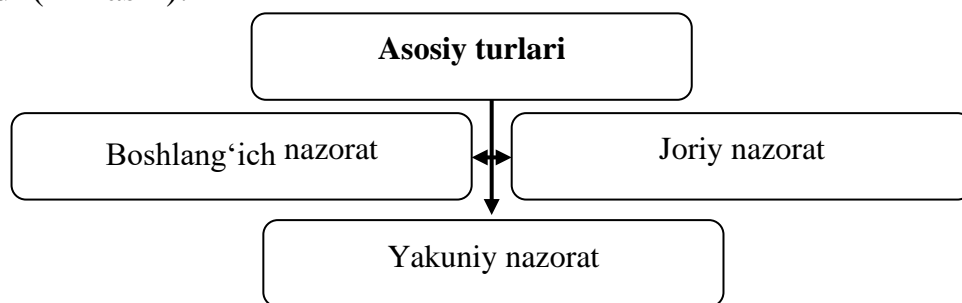 Asosiy turlari
Boshlang‘ich nazorat
Joriy nazorat
Yakuniy nazorat